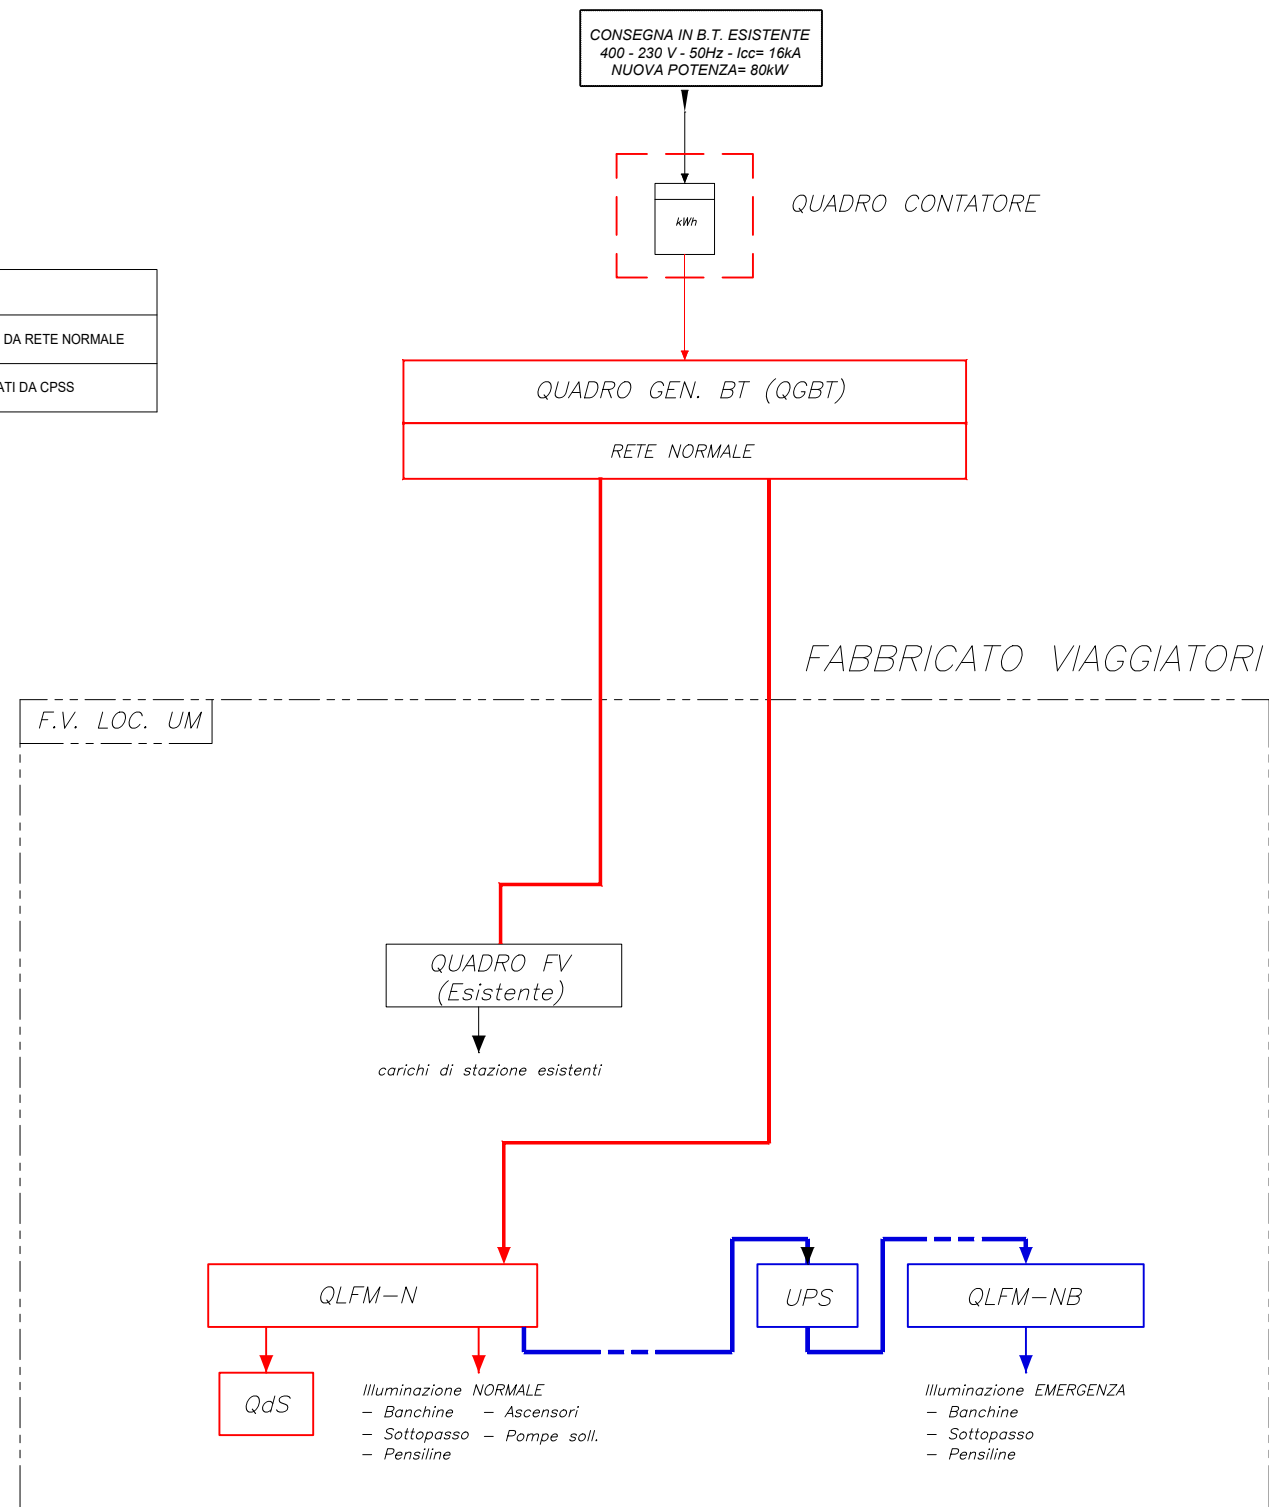 CONSEGNA IN B.T. ESISTENTE
400 - 230 V - 50Hz - Icc= 16kA
NUOVA POTENZA= 80kW
QUADRO CONTATORE
kWh
DA RETE NORMALE
DA CPSS
QUADRO GEN. BT (QGBT)
RETE NORMALE
FABBRICATO VIAGGIATORI
F.V. LOC. UM
QUADRO FV
(Esistente)
carichi di stazione esistenti
QLFM-N
UPS
QLFM-NB
QdS
Illuminazione NORMALE
- Banchine - Ascensori
- Sottopasso - Pompe soll.
- Pensiline
Illuminazione EMERGENZA
- Banchine
- Sottopasso
- Pensiline